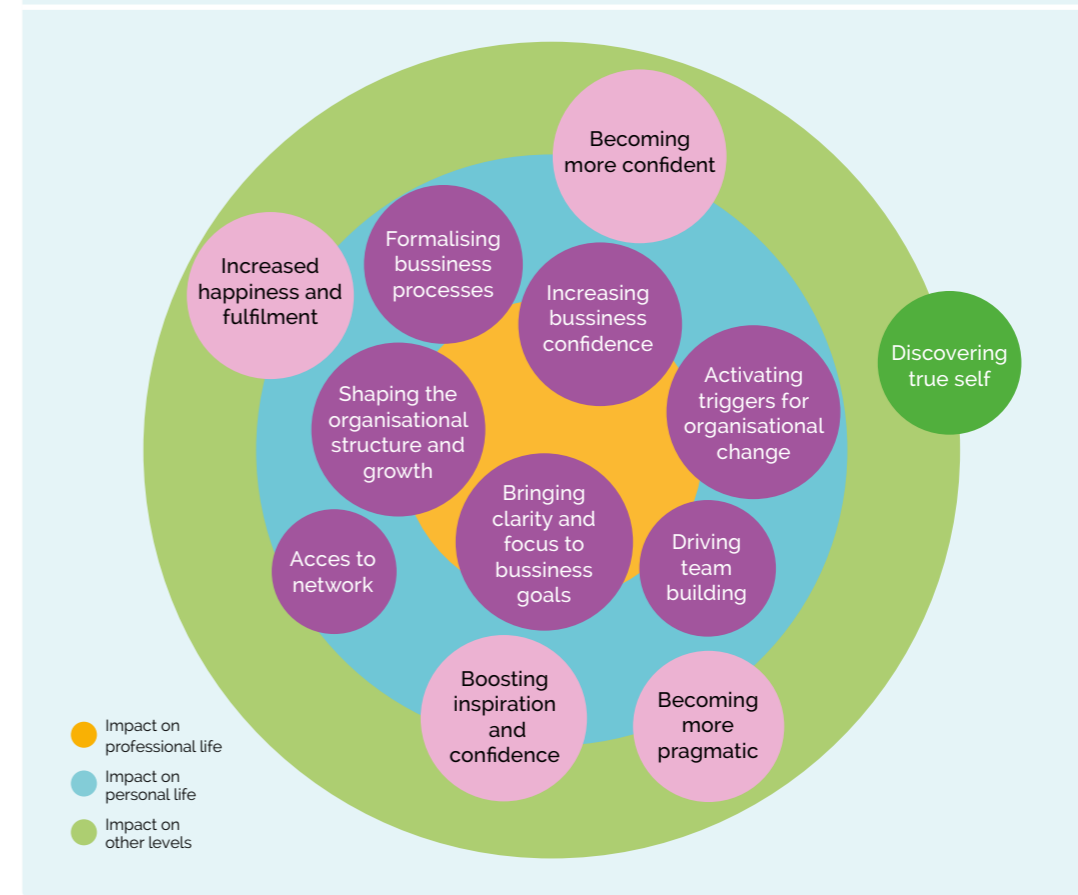 Becoming
more confident
Formalising
bussiness
processes
Increased
happiness and
fulfilment
Increasing
bussiness
confidence
Discovering
true self
Activating
triggers for
organisational
change
Shaping the
organisational
structure and
growth
Bringing
clarity and
focus to
bussiness
goals
Driving
team
building
Acces to
network
Boosting
inspiration
and
confidence
Becoming
more
pragmatic
Impact on
professional life
Impact on
personal life
Impact on
other levels